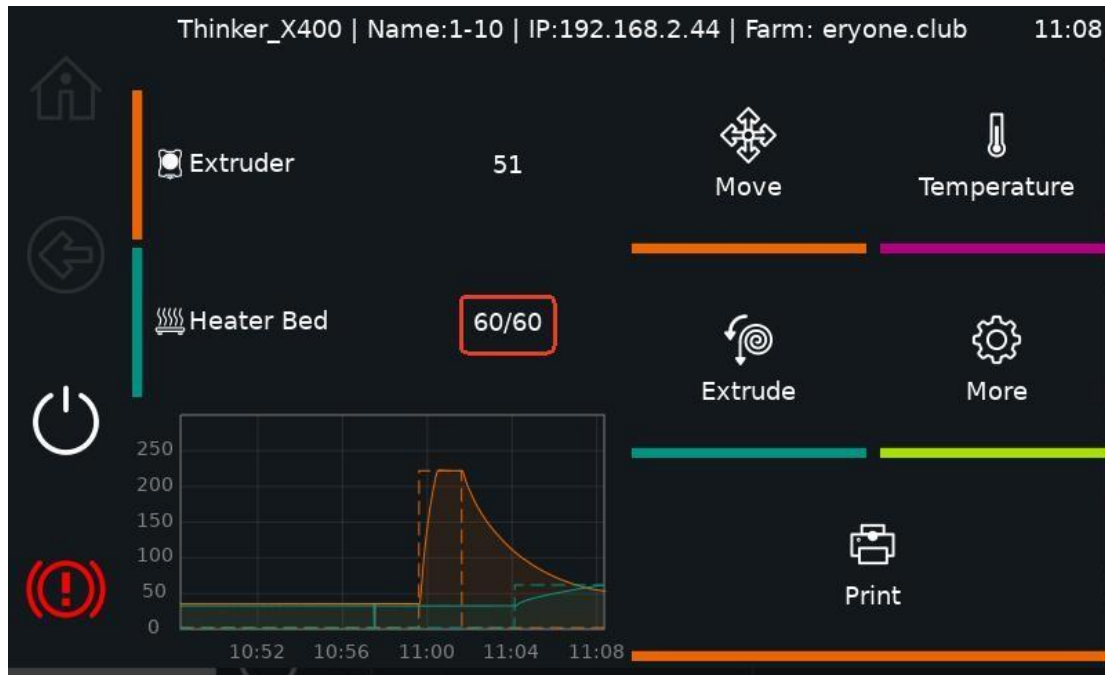 Thinker_X400 | Name:1-10 | IP:192.168.2.44 | Farm: eryone.club 11:08
Extruder 51
Move
Temperature
Heater Bed 60/60
Extrude
More
250
200
150
100
50
0
10:52 10:56 11:00 11:04 11:08
Print